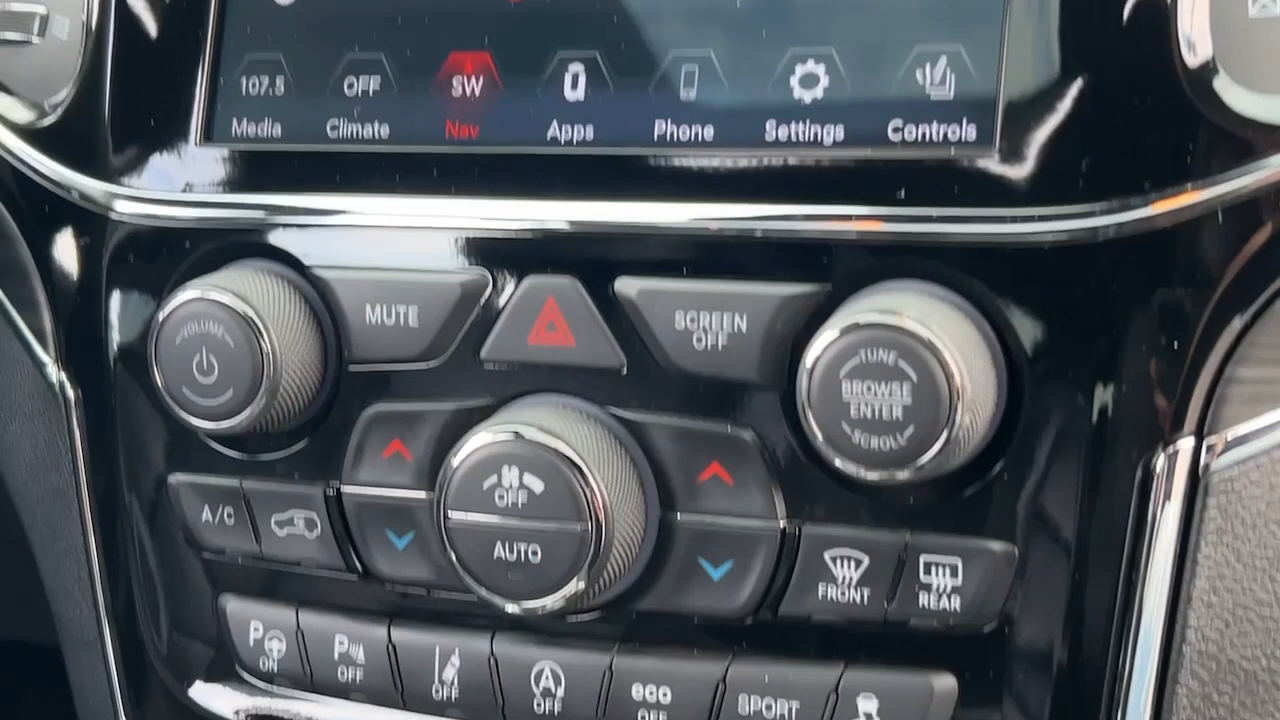 107.5
OFF
SW
Media
Climate
Nav
Apps
Phone
Settings
Controls
VOLUME
MUTE
SCREEN
OFF
TUNE
BROWSE
ENTER
SCROLL
OFF
AUTO
A/C
FRONT
REAR
P
ON
P
OFF
OFF
A
OFF
eco
OFF
SPORT